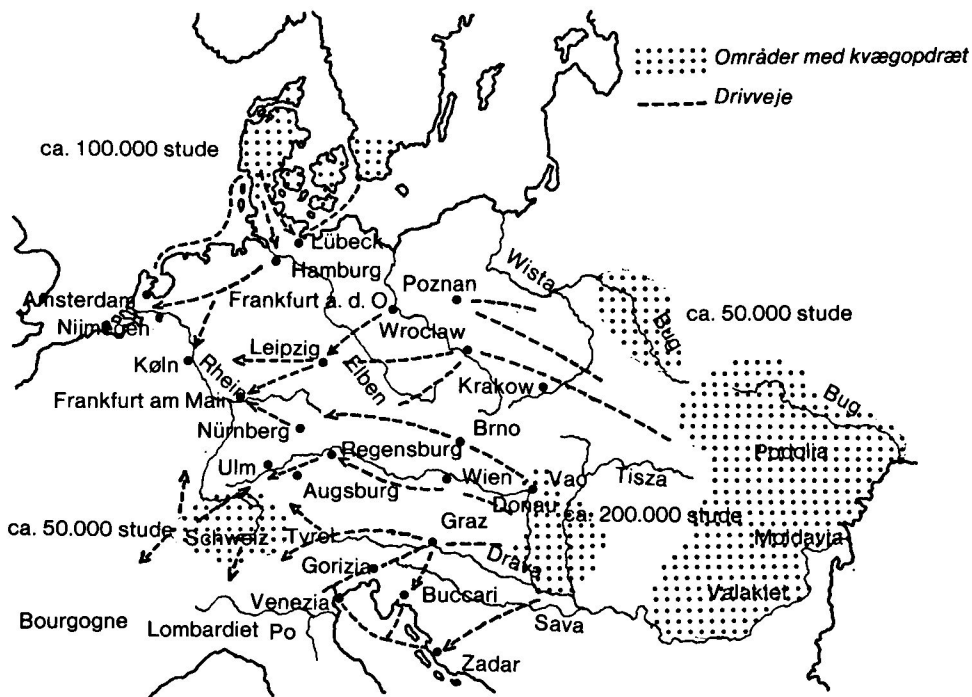 Områder med kvægopdræt
Drivveje
ca. 100.000 stude
Lübeck
Hamburg
Wista
Amsterdam
Frankfurt a. d. O
Poznan
ca. 50.000 stude
Nijmegen
Wroclaw
Bug
Køln
Rhein
Leipzig
Elben
Krakow
Bug
Frankfurt am Main
Nürnberg
Brno
Podolia
Ulm
Regensburg
Wien
Vac
Tisza
Augsburg
Donau
ca. 200.000 stude
ca. 50.000 stude
Schweiz
Tyrol
Graz
Drava
Moldavia
Gorizia
Venezia
Buccari
Valakiet
Bourgogne
Lombardiet
Po
Sava
Zadar